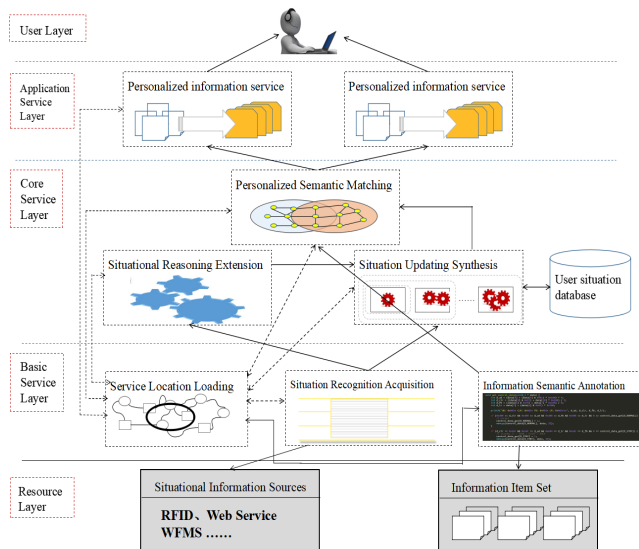 User Layer
Application
Service
Layer
Personalized information service
Personalized information service
Core
Service
Layer
Personalized Semantic Matching
Situational Reasoning Extension
Situation Updating Synthesis
User situation
database
Basic
Service
Layer
Service Location Loading
Situation Recognition Acquisition
Information Semantic Annotation
Resource
Layer
Situational Information Sources
RFID、Web Service
WFMS ……
Information Item Set